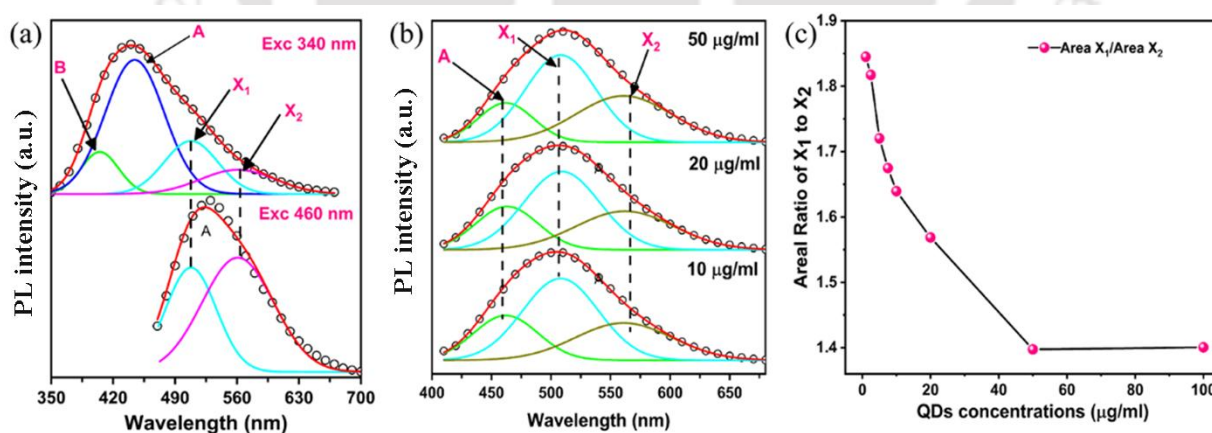 (a)
A
Exc 340 nm
B
X₁
X₂
Exc 460 nm
A
PL intensity (a.u.)
350 420 490 560 630 700
Wavelength (nm)
(b)
X₁
50 μg/ml
A
X₂
20 μg/ml
10 μg/ml
PL intensity (a.u.)
400 450 500 550 600 650
Wavelength (nm)
(c)
Area X₁/Area X₂
Areal Ratio of X₁ to X₂
1.9
1.8
1.7
1.6
1.5
1.4
0 20 40 60 80 100
QDs concentrations (μg/ml)